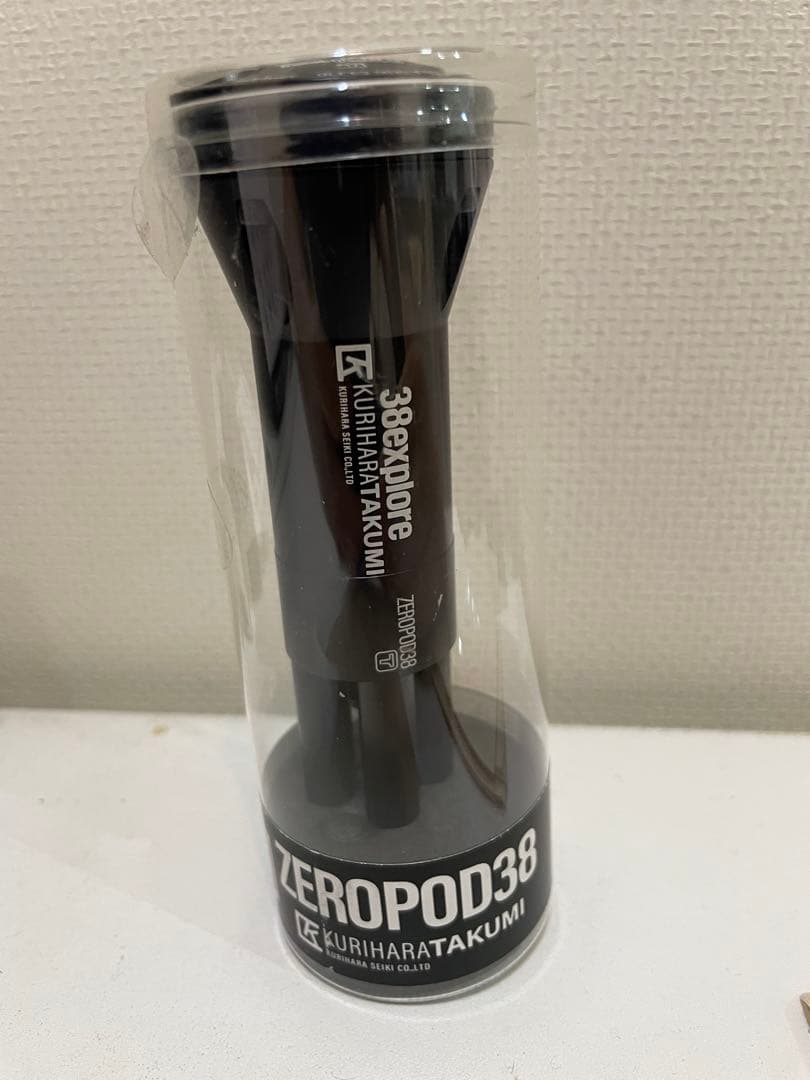 38explore
KURIHARATAKUMI
KURIHARA SEIKI CO.,LTD
ZEROPOD38
T
ZEROPOD38
KURIHARATAKUMI
KURIHARA SEIKI CO.,LTD